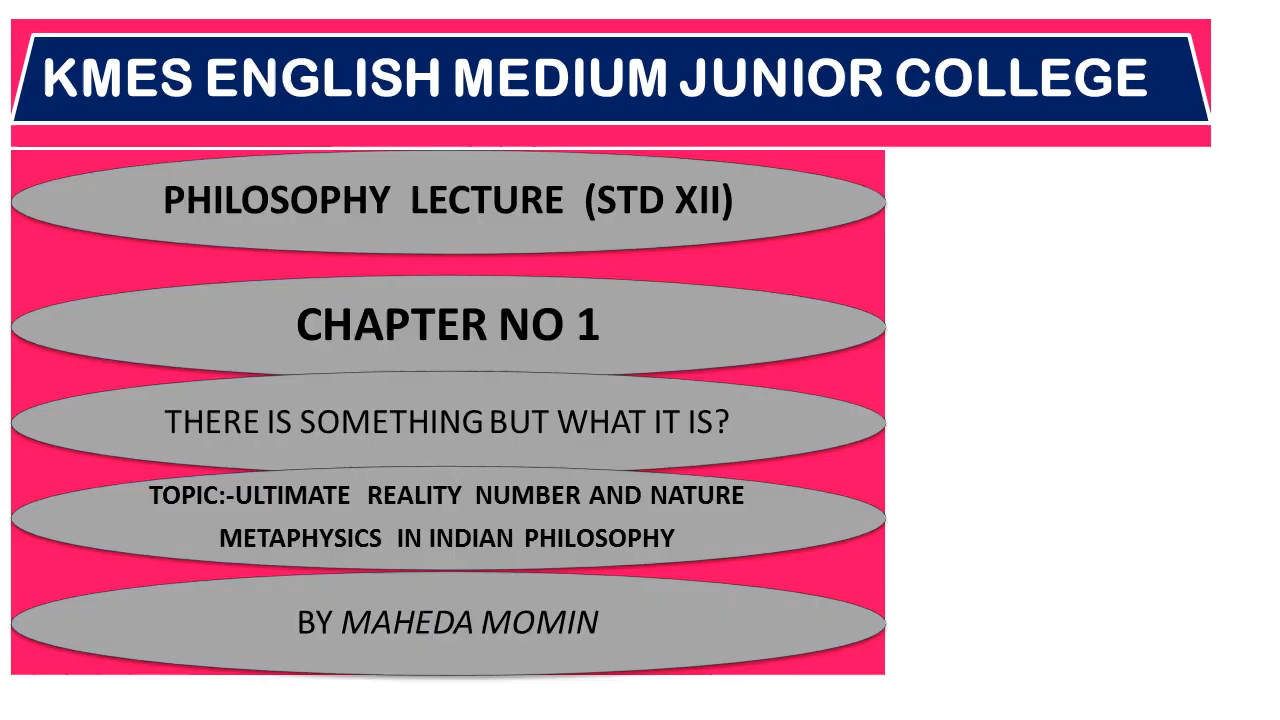 KMES ENGLISH MEDIUM JUNIOR COLLEGE
PHILOSOPHY LECTURE (STD XII)
CHAPTER NO 1
THERE IS SOMETHING BUT WHAT IT IS?
TOPIC:-ULTIMATE REALITY NUMBER AND NATURE
METAPHYSICS IN INDIAN PHILOSOPHY
BY MAHEDA MOMIN